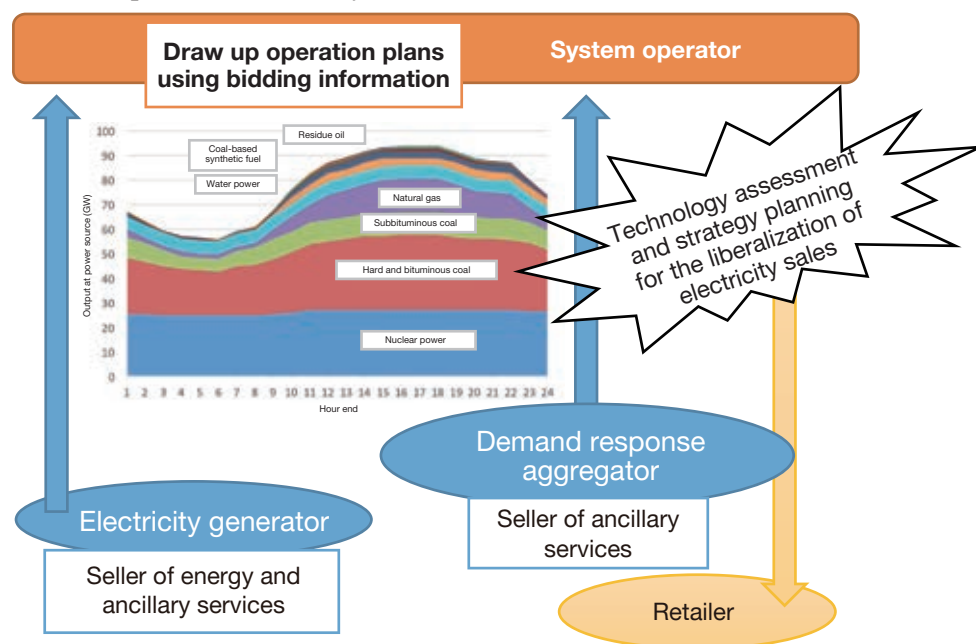 Draw up operation plans
using bidding information
System operator
Residue oil
Coal-based
synthetic fuel
Water power
Natural gas
Subbituminous coal
Hard and bituminous coal
Nuclear power
Output at power source (GW)
100
90
80
70
60
50
40
30
20
10
0
1 2 3 4 5 6 7 8 9 10 11 12 13 14 15 16 17 18 19 20 21 22 23 24
Hour end
Technology assessment
and strategy planning
for the liberalization of
electricity sales
Demand response
aggregator
Seller of ancillary
services
Electricity generator
Seller of energy and
ancillary services
Retailer